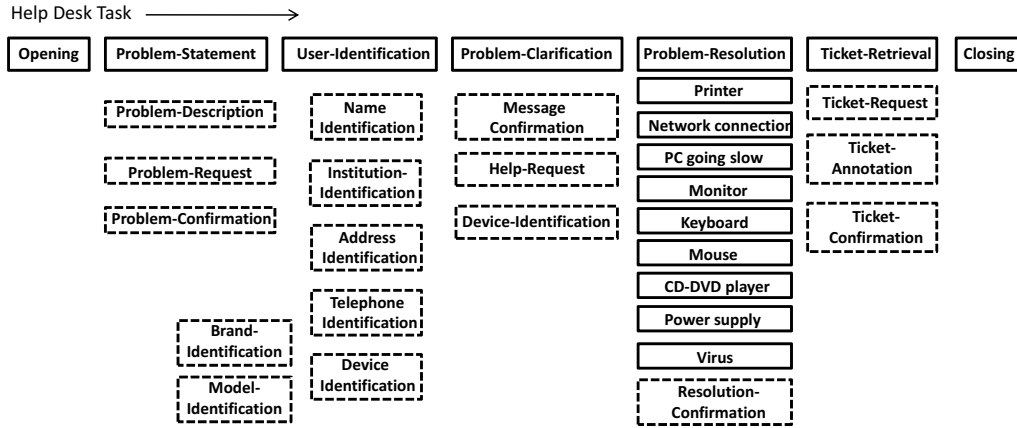 Help Desk Task
Opening
Problem-Statement
User-Identification
Problem-Clarification
Problem-Resolution
Ticket-Retrieval
Closing
Problem-Description
Problem-Request
Problem-Confirmation
Brand-
Identification
Model-
Identification
Name
Identification
Institution-
Identification
Address
Identification
Telephone
Identification
Device
Identification
Message
Confirmation
Help-Request
Device-Identification
Printer
Network connection
PC going slow
Monitor
Keyboard
Mouse
CD-DVD player
Power supply
Virus
Resolution-
Confirmation
Ticket-Request
Ticket-
Annotation
Ticket-
Confirmation